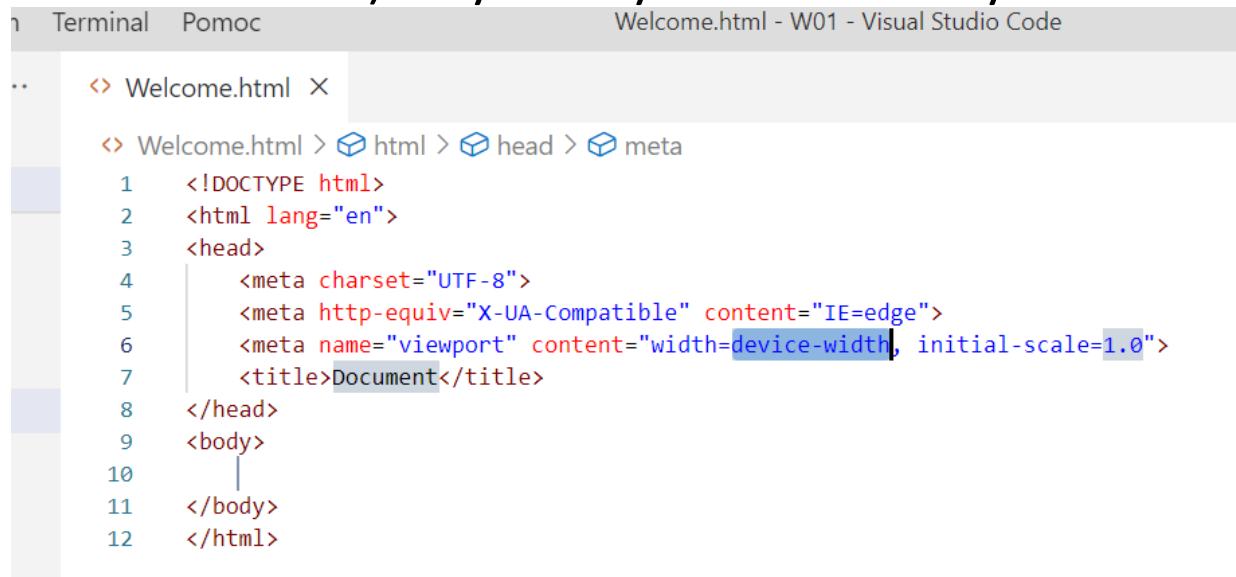 Terminal Pomoc Welcome.html - W01 - Visual Studio Code
Welcome.html
Welcome.html > html > head > meta
1 <!DOCTYPE html>
2 <html lang="en">
3 <head>
4 <meta charset="UTF-8">
5 <meta http-equiv="X-UA-Compatible" content="IE=edge">
6 <meta name="viewport" content="width=device-width, initial-scale=1.0">
7 <title>Document</title>
8 </head>
9 <body>
10
11 </body>
12 </html>